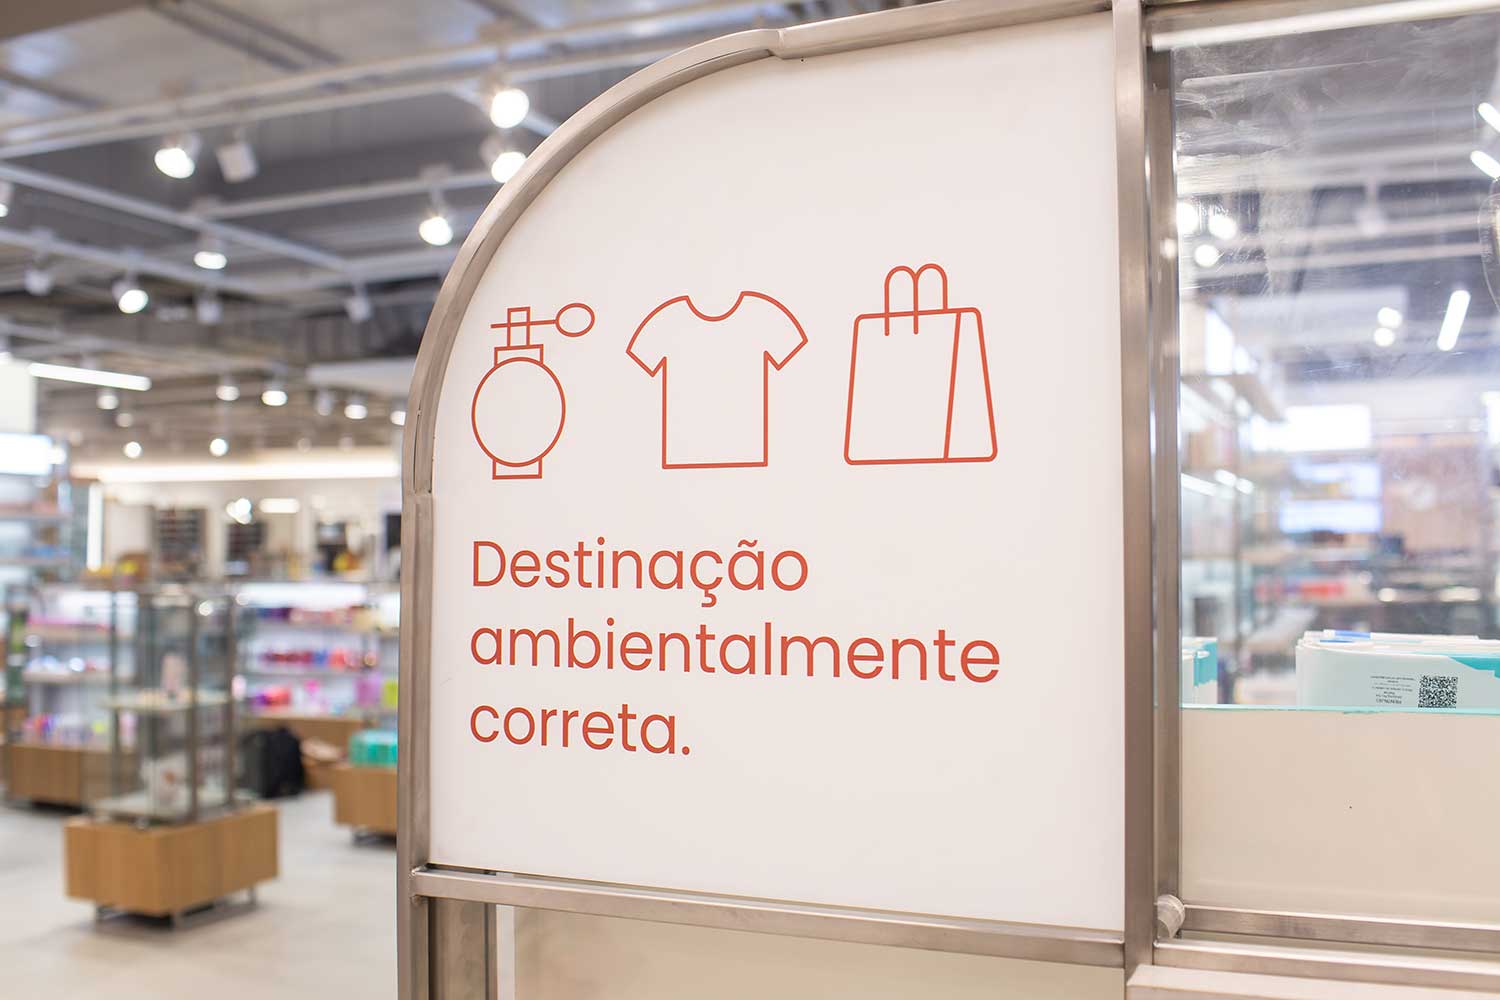 Destinação
ambientalmente
correta.